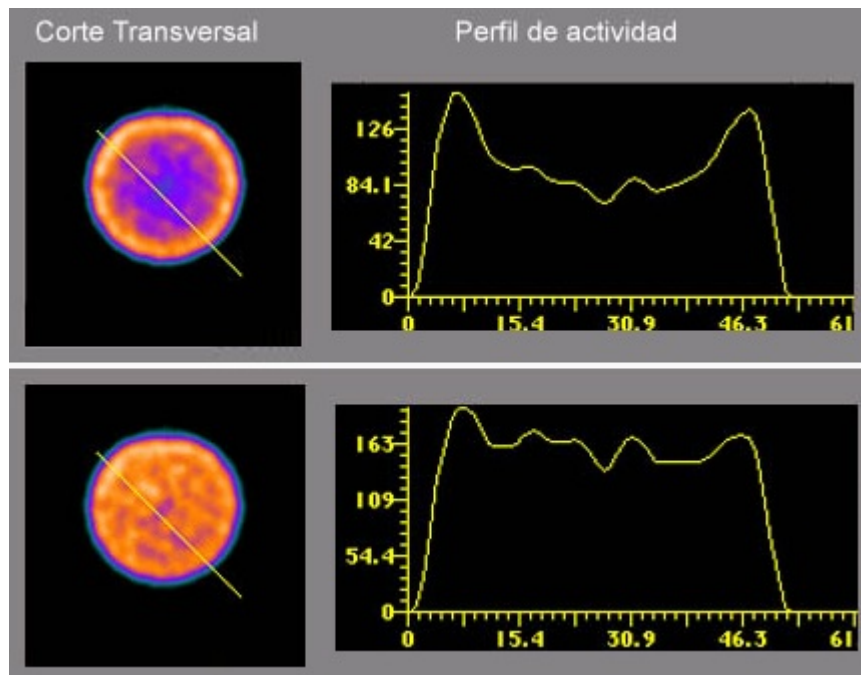 Corte Transversal
Perfil de actividad
126
84.1
42
0
0 15.4 30.9 46.3 61
163
109
54.4
0
0 15.4 30.9 46.3 61